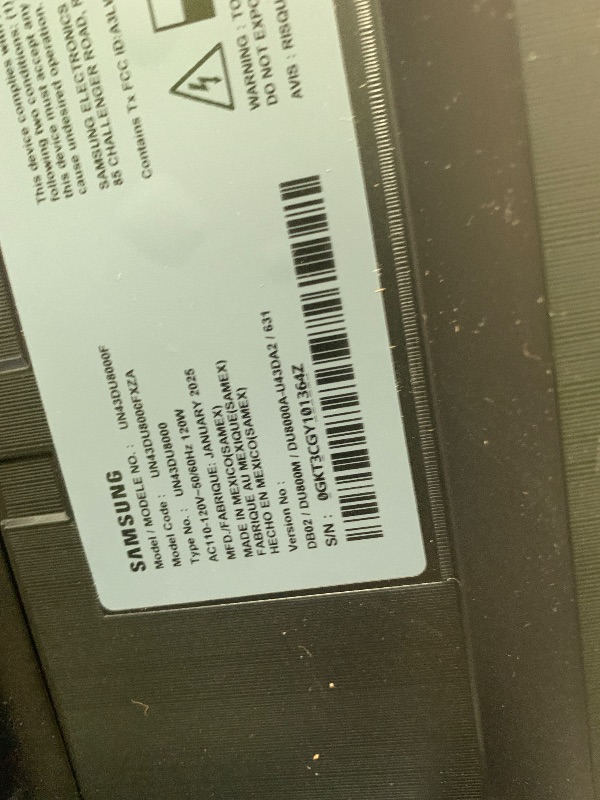 This device complies with
following two conditions: (1)
this device must accept any
cause undesired operation.
SAMSUNG ELECTRONICS
85 CHALLENGER ROAD,
Contains Tx FCC ID:A3L
WARNING : TO
DO NOT EXPO
AVIS : RISQU
SAMSUNG
Model / MODELE NO. : UN43DU8000F
Model Code : UN43DU8000FXZA
Type No. : UN43DU8000
AC110-120V~50/60Hz 120W
MFD./FABRIQUE: JANUARY 2025
MADE IN MEXICO(SAMEX)
FABRIQUE AU MEXIQUE(SAMEX)
HECHO EN MEXICO(SAMEX)
Version No :
DB02 / DU800M / DU8000A-U43DA2 / 631
S/N : 0GKT3CGY101364Z